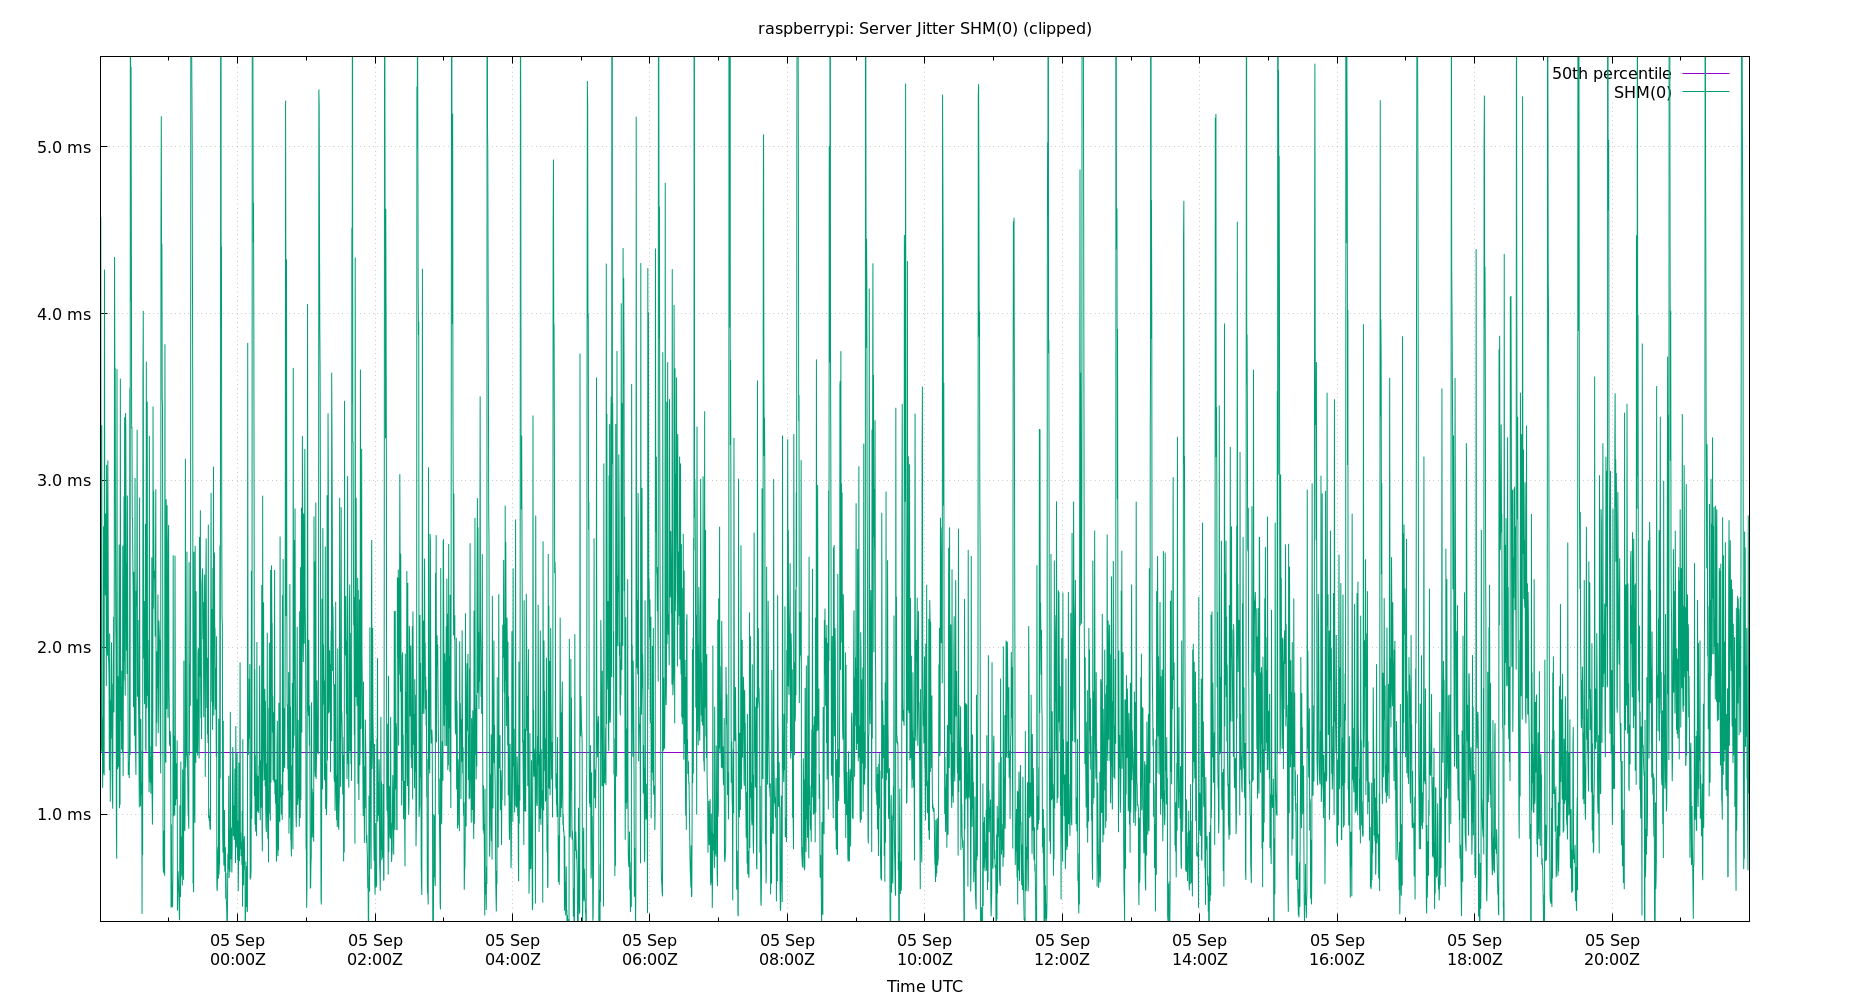 raspberrypi: Server Jitter SHM(0) (clipped)
50th percentile
SHM(0)
5.0 ms
4.0 ms
3.0 ms
2.0 ms
1.0 ms
05 Sep 05 Sep 05 Sep 05 Sep 05 Sep 05 Sep 05 Sep 05 Sep 05 Sep 05 Sep 05 Sep
00:00Z 02:00Z 04:00Z 06:00Z 08:00Z 10:00Z 12:00Z 14:00Z 16:00Z 18:00Z 20:00Z
Time UTC